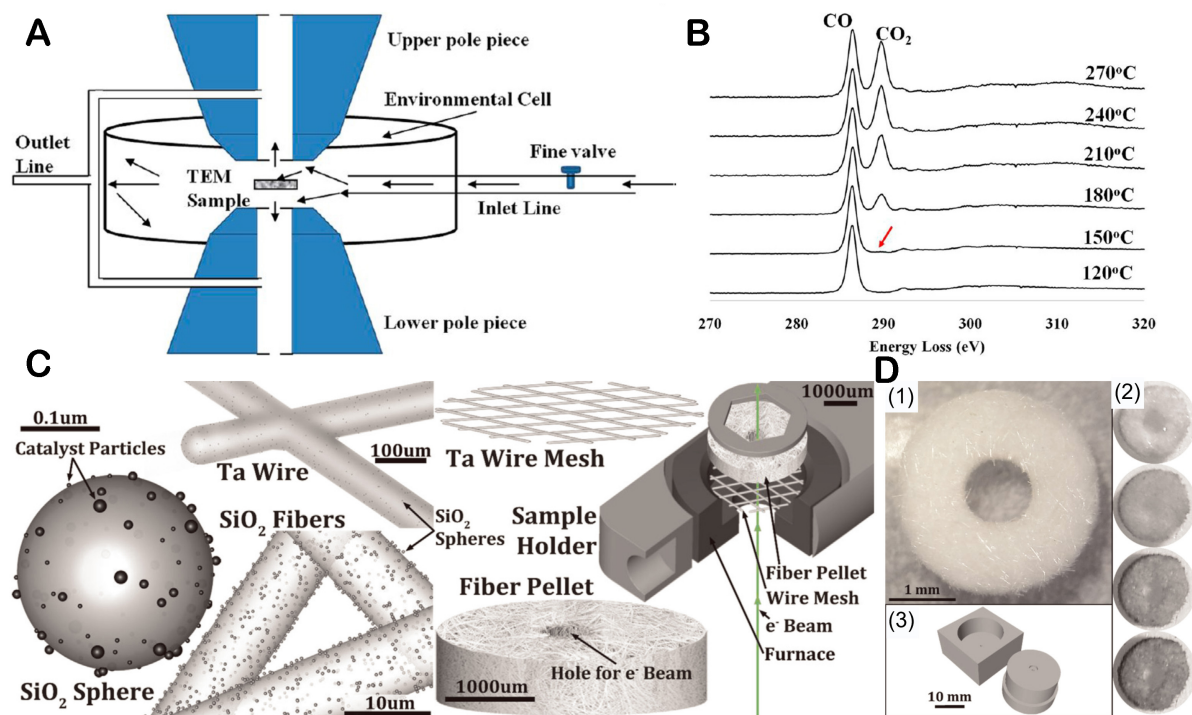 A
Upper pole piece
Environmental Cell
Outlet
Line
Fine valve
TEM
Sample
Inlet Line
Lower pole piece
B
CO
CO2
270°C
240°C
210°C
180°C
150°C
120°C
270 280 290 300 310 320
Energy Loss (eV)
C
0.1um
Catalyst Particles
Ta Wire
100um
Ta Wire Mesh
1000um
SiO2 Fibers
SiO2
Spheres
Sample
Holder
Fiber Pellet
Fiber Pellet
Wire Mesh
e- Beam
Furnace
Hole for e- Beam
SiO2 Sphere
10um
1000um
D
(1)
(2)
1 mm
(3)
10 mm